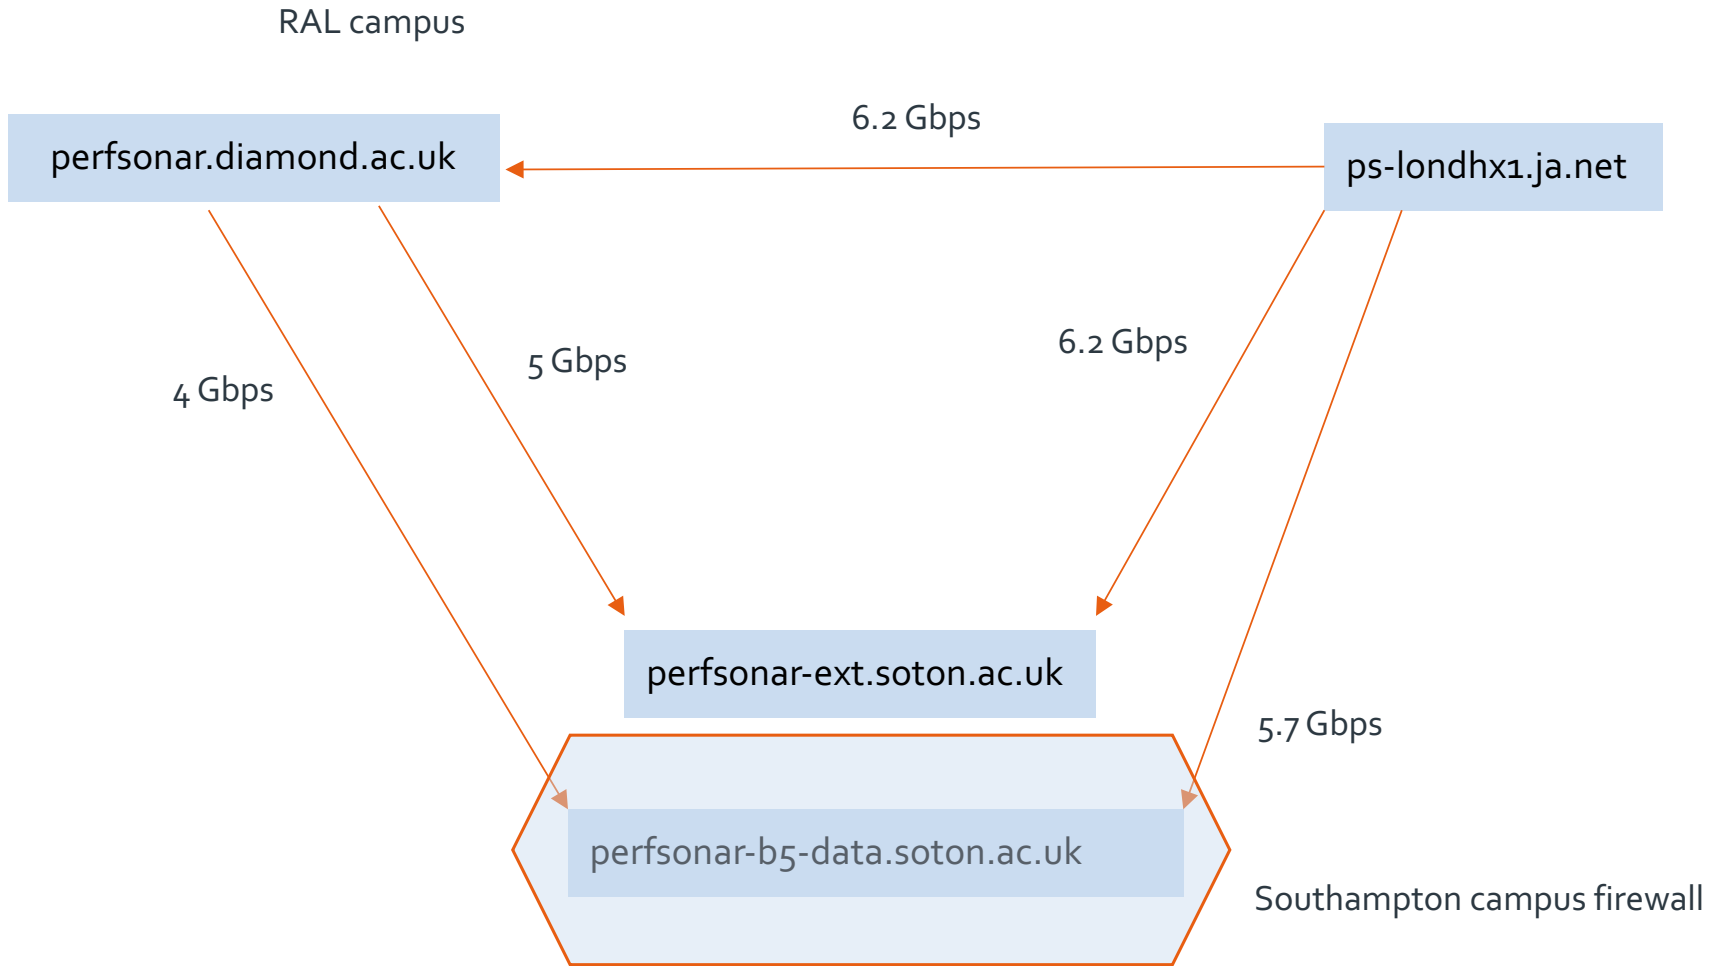 RAL campus
6.2 Gbps
perfsonar.diamond.ac.uk
ps-londhx1.ja.net
6.2 Gbps
5 Gbps
4 Gbps
perfsonar-ext.soton.ac.uk
5.7 Gbps
perfsonar-b5-data.soton.ac.uk
Southampton campus firewall